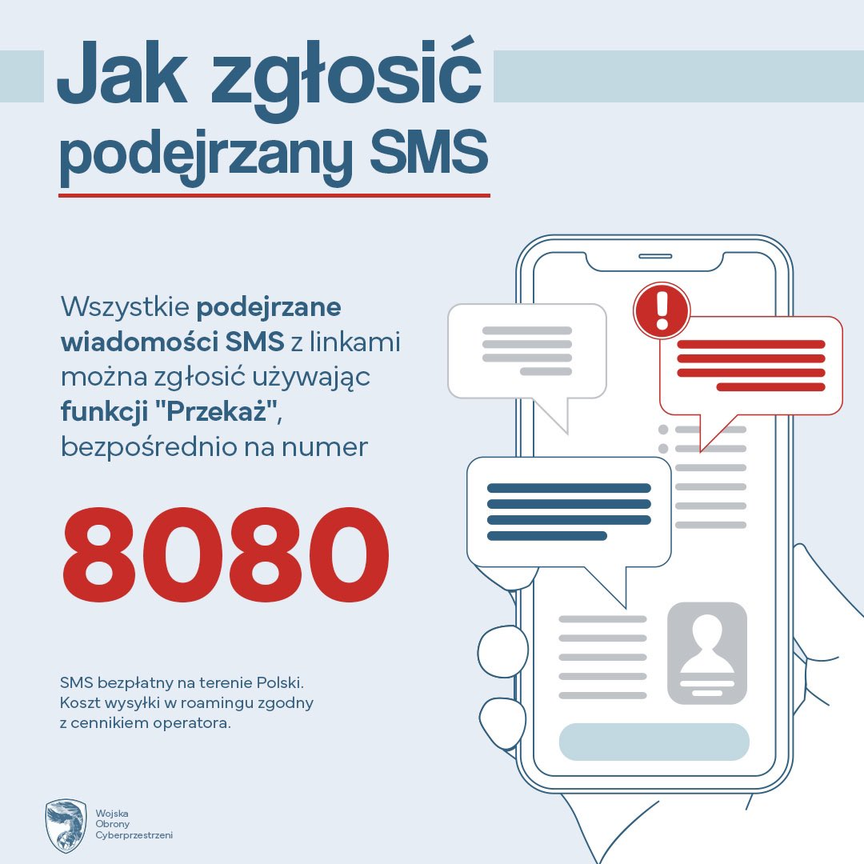 Jak zgłosić
podejrzany SMS
Wszystkie podejrzane
wiadomości SMS z linkami
można zgłosić używając
funkcji "Przekaż",
bezpośrednio na numer
8080
SMS bezpłatny na terenie Polski.
Koszt wysyłki w roamingu zgodny
z cennikiem operatora.
Wojska
Obrony
Cyberprzestrzeni